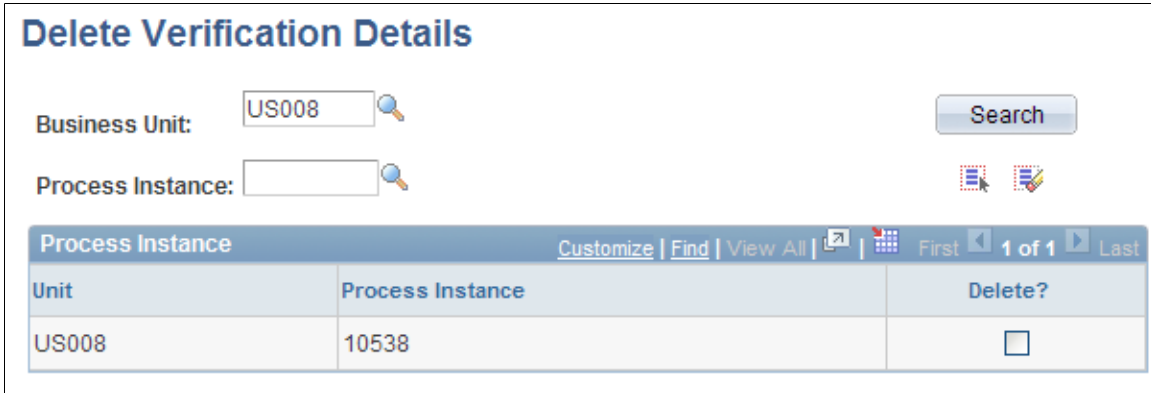 Delete Verification Details
Business Unit: US008 Search
Process Instance:
Process Instance Customize | Find | View All | | First 1 of 1 Last
Unit Process Instance Delete?
US008 10538